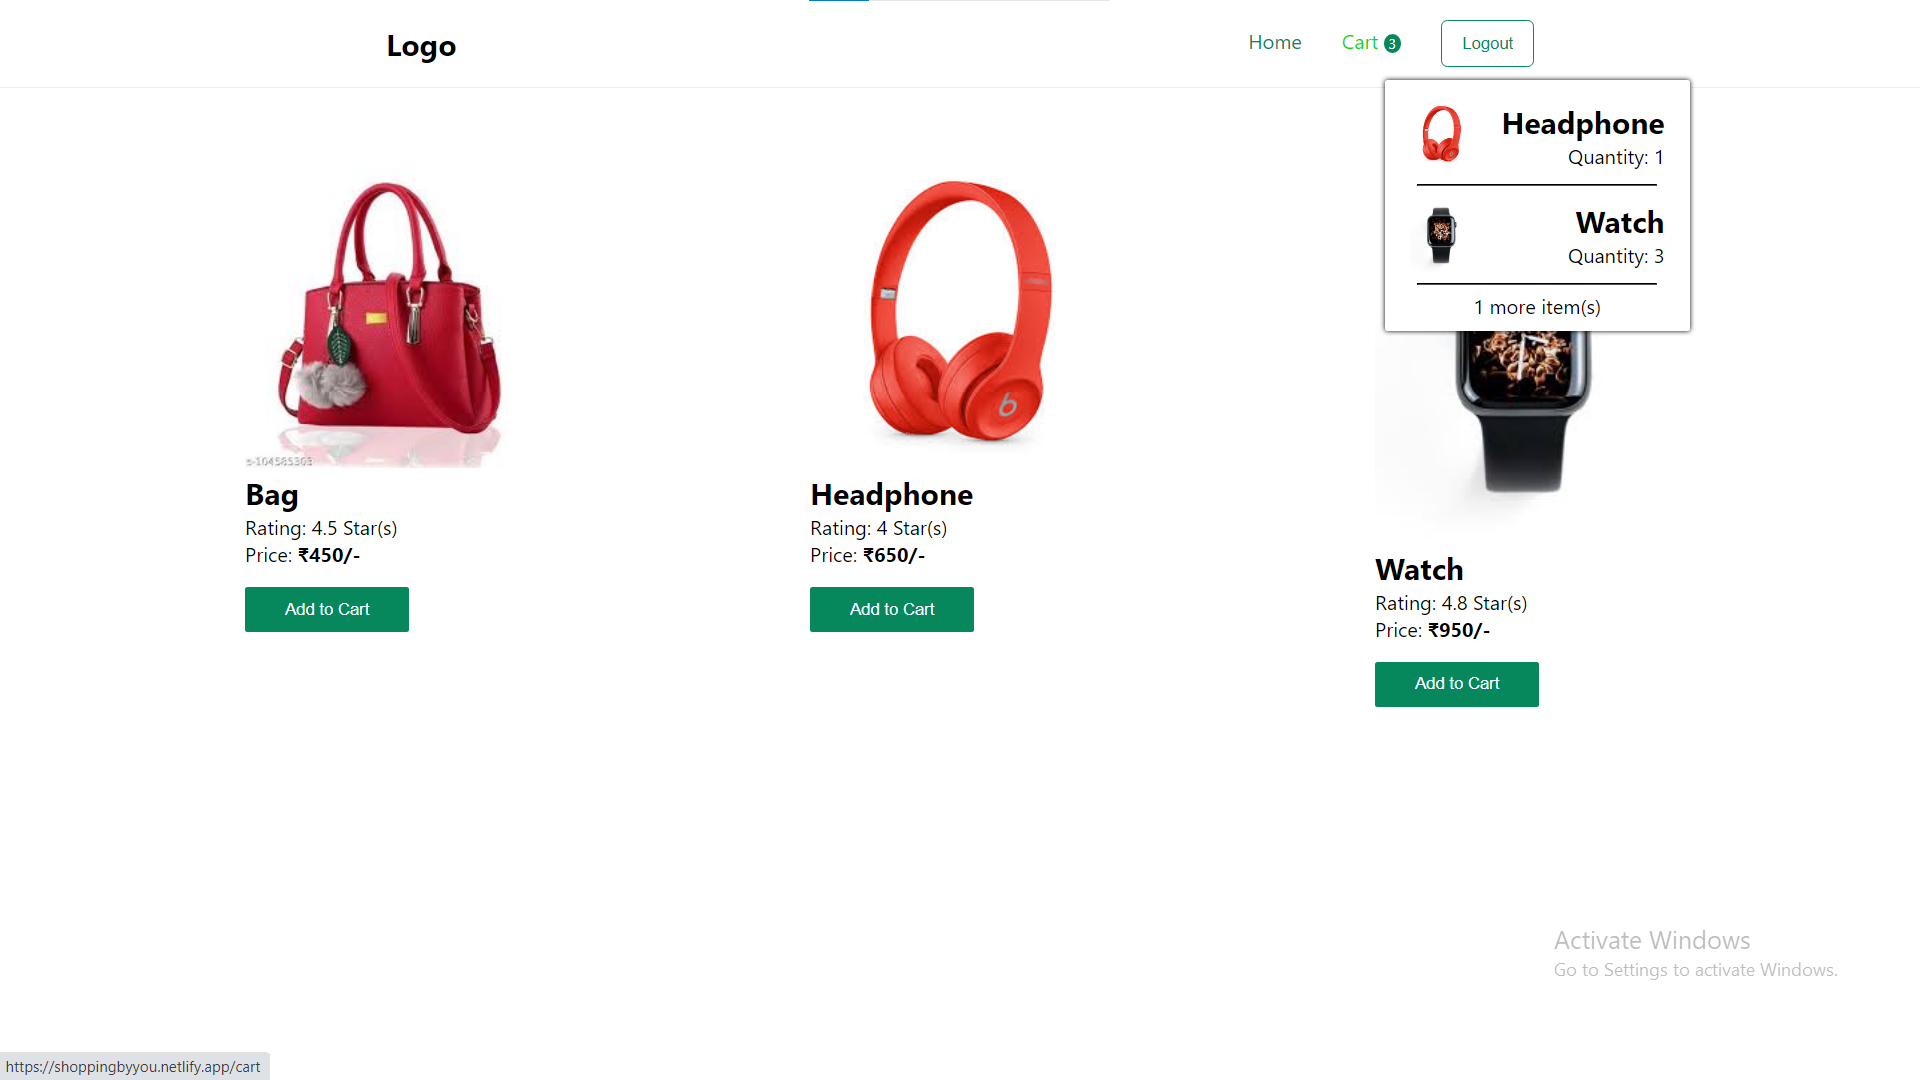 Logo
Home
Cart 3
Logout
Headphone
Quantity: 1
Watch
Quantity: 3
1 more item(s)
s-104585303
Bag
Rating: 4.5 Star(s)
Price: ₹450/-
Add to Cart
Headphone
Rating: 4 Star(s)
Price: ₹650/-
Add to Cart
Watch
Rating: 4.8 Star(s)
Price: ₹950/-
Add to Cart
Activate Windows
Go to Settings to activate Windows.
https://shoppingbyyou.netlify.app/cart